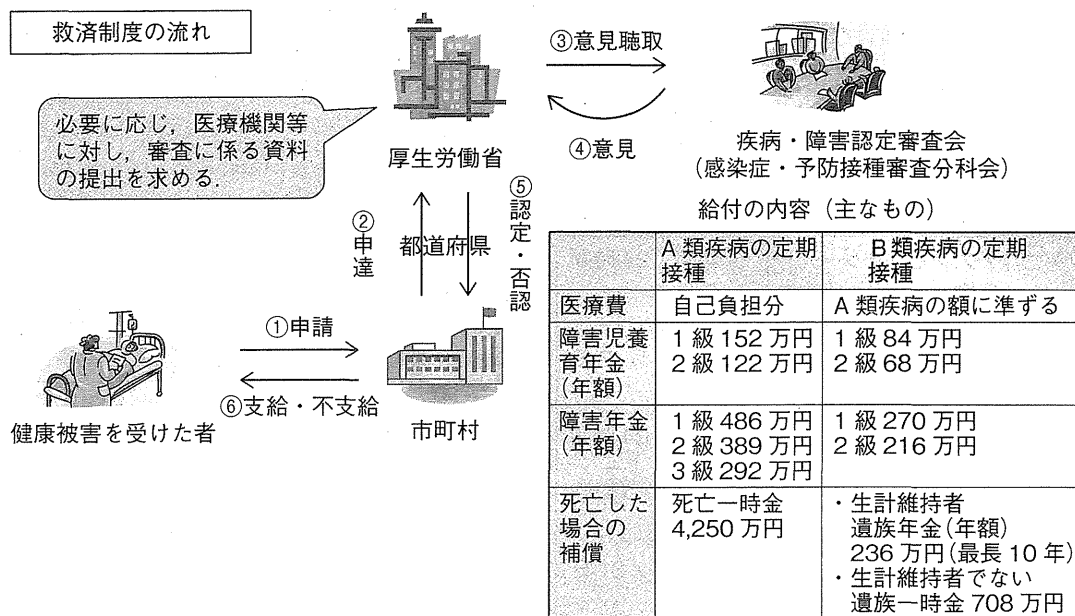 救済制度の流れ
必要に応じ，医療機関等
に対し，審査に係る資料
の提出を求める.
厚生労働省
③意見聴取
④意見
疾病・障害認定審査会
(感染症・予防接種審査分科会)
②申達
都道府県
⑤認定・否認
①申請
⑥支給・不支給
健康被害を受けた者
市町村
給付の内容（主なもの）
A類疾病の定期
接種
B類疾病の定期
接種
医療費
自己負担分
A類疾病の額に準ずる
障害児養
育年金
(年額)
1級152万円
2級122万円
1級84万円
2級68万円
障害年金
(年額)
1級486万円
2級389万円
3級292万円
1級270万円
2級216万円
死亡した
場合の
補償
死亡一時金
4,250万円
・生計維持者
遺族年金(年額)
236万円(最長10年)
・生計維持者でない
遺族一時金708万円